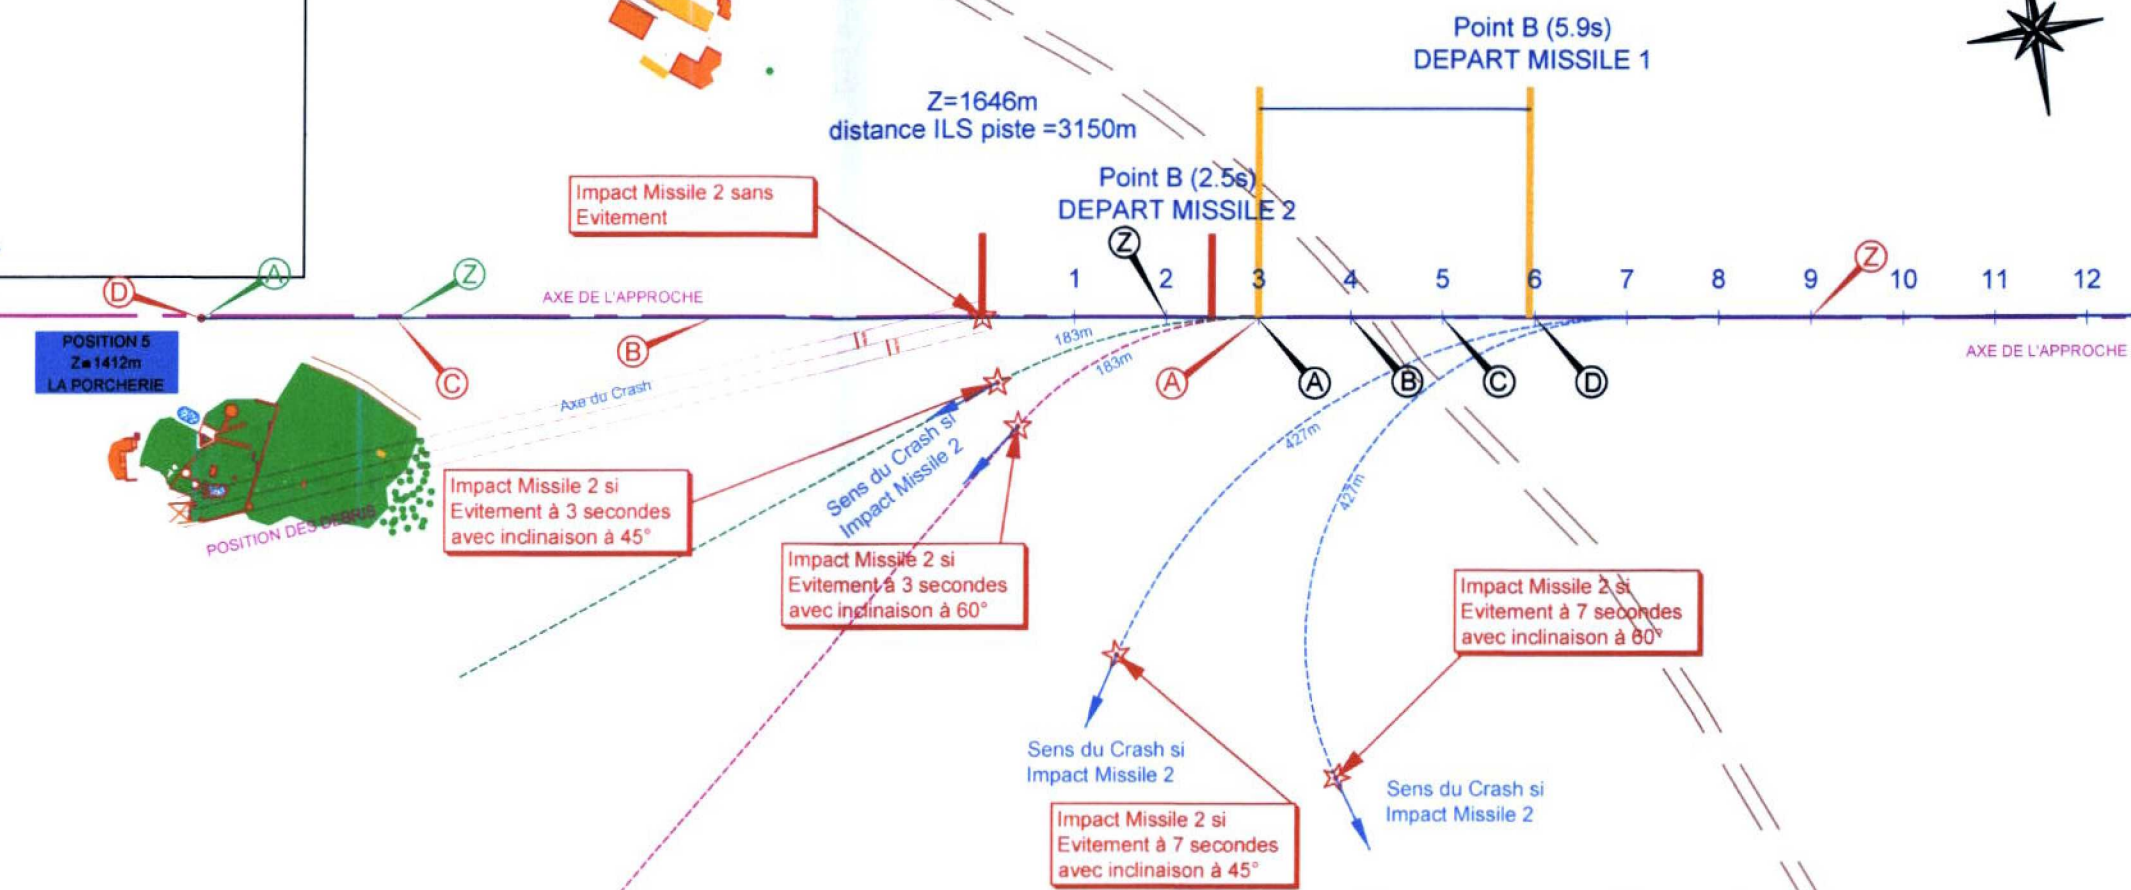 Point B (5.9s)
DEPART MISSILE 1
Z=1646m
distance ILS piste =3150m
Point B (2.5s)
DEPART MISSILE 2
Impact Missile 2 sans
Evitement
Z
D
A
Z
Z
1
2
3
4
5
6
7
8
9
10
11
12
AXE DE L'APPROCHE
POSITION 5
Z=1412m
LA PORCHERIE
B
C
A
A
B
C
D
AXE DE L'APPROCHE
183m
183m
Axe du Crash
427m
427m
Sens du Crash si
Impact Missile 2
POSITION DES DEBRIS
Impact Missile 2 si
Evitement à 3 secondes
avec inclinaison à 45°
Impact Missile 2 si
Evitement à 3 secondes
avec inclinaison à 60°
Impact Missile 2 si
Evitement à 7 secondes
avec inclinaison à 60°
Sens du Crash si
Impact Missile 2
Sens du Crash si
Impact Missile 2
Impact Missile 2 si
Evitement à 7 secondes
avec inclinaison à 45°